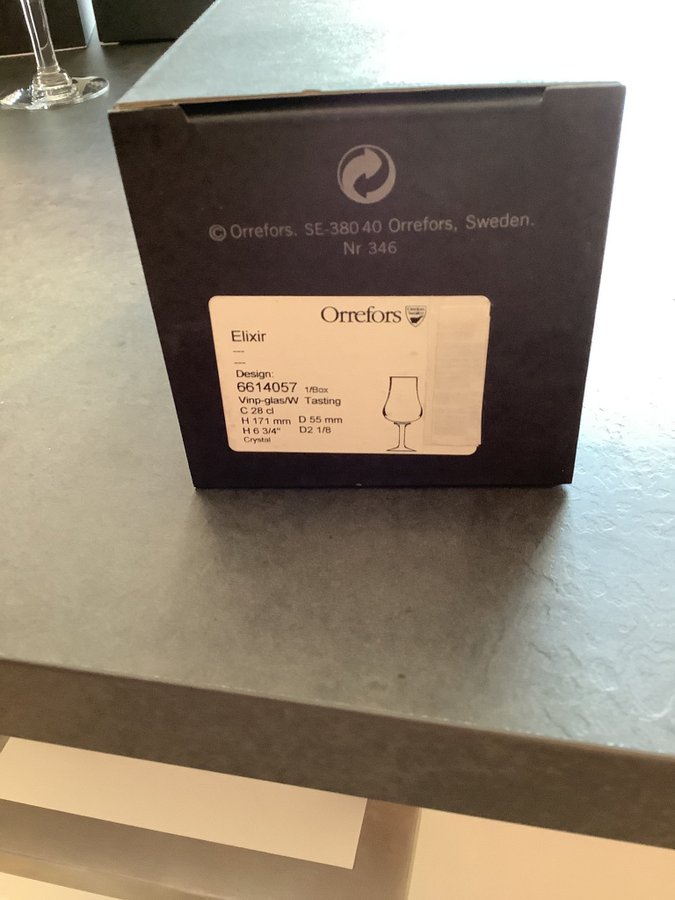 © Orrefors. SE-380 40 Orrefors, Sweden.
Nr 346
Orrefors
Elixir
---
---
Design:
6614057 1/Box
Vinp-glas/W Tasting
C 28 cl
H 171 mm D 55 mm
H 6 3/4" D2 1/8
Crystal